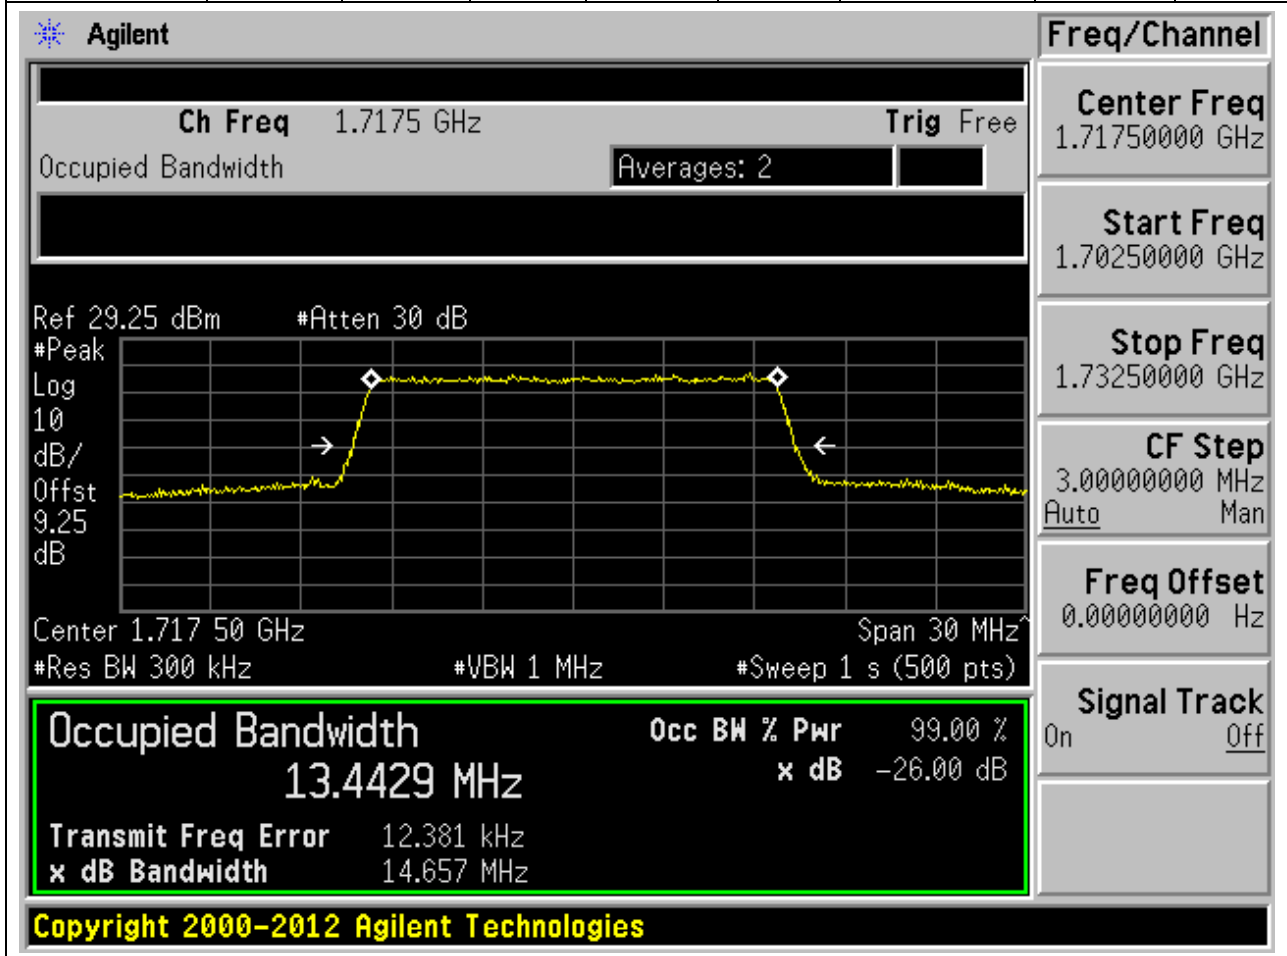 Agilent
Freq/Channel
Ch Freq 1.7175 GHz Trig Free
Occupied Bandwidth Averages: 2
Center Freq
1.71750000 GHz
Start Freq
1.70250000 GHz
Stop Freq
1.73250000 GHz
CF Step
3.00000000 MHz
Auto Man
Freq Offset
0.00000000 Hz
Signal Track
On Off
Ref 29.25 dBm #Atten 30 dB
#Peak
Log
10
dB/
Offst
9.25
dB
Center 1.717 50 GHz Span 30 MHz^
#Res BW 300 kHz #VBW 1 MHz #Sweep 1 s (500 pts)
Occupied Bandwidth Occ BW % Pwr 99.00 %
13.4429 MHz x dB -26.00 dB
Transmit Freq Error 12.381 kHz
x dB Bandwidth 14.657 MHz
Copyright 2000-2012 Agilent Technologies